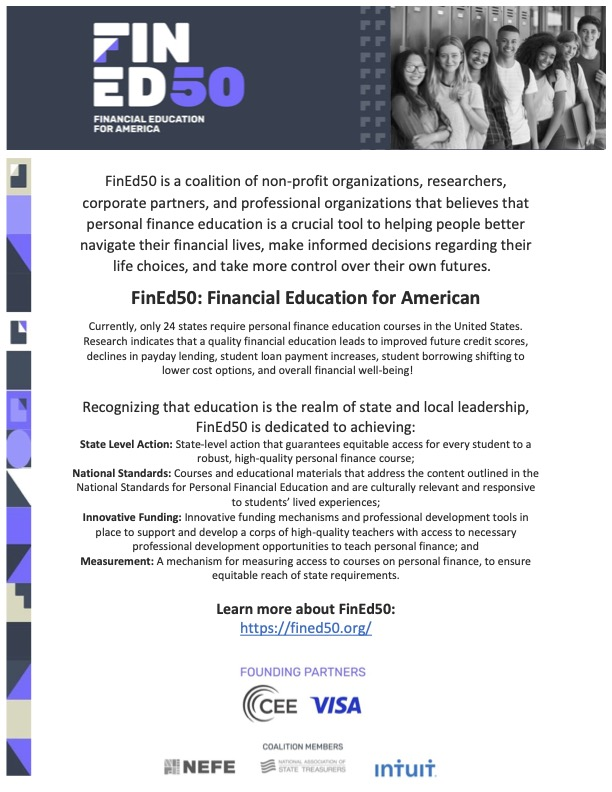 FIN
ED50
FINANCIAL EDUCATION
FOR AMERICA
FinEd50 is a coalition of non-profit organizations, researchers,
corporate partners, and professional organizations that believes that
personal finance education is a crucial tool to helping people better
navigate their financial lives, make informed decisions regarding their
life choices, and take more control over their own futures.
FinEd50: Financial Education for American
Currently, only 24 states require personal finance education courses in the United States.
Research indicates that a quality financial education leads to improved future credit scores,
declines in payday lending, student loan payment increases, student borrowing shifting to
lower cost options, and overall financial well-being!
Recognizing that education is the realm of state and local leadership,
FinEd50 is dedicated to achieving:
State Level Action: State-level action that guarantees equitable access for every student to a
robust, high-quality personal finance course;
National Standards: Courses and educational materials that address the content outlined in the
National Standards for Personal Financial Education and are culturally relevant and responsive
to students' lived experiences;
Innovative Funding: Innovative funding mechanisms and professional development tools in
place to support and develop a corps of high-quality teachers with access to necessary
professional development opportunities to teach personal finance; and
Measurement: A mechanism for measuring access to courses on personal finance, to ensure
equitable reach of state requirements.
Learn more about FinEd50:
https://fined50.org/
FOUNDING PARTNERS
CEE VISA
COALITION MEMBERS
NEFE NATIONAL ASSOCIATION OF STATE TREASURERS INTUIT